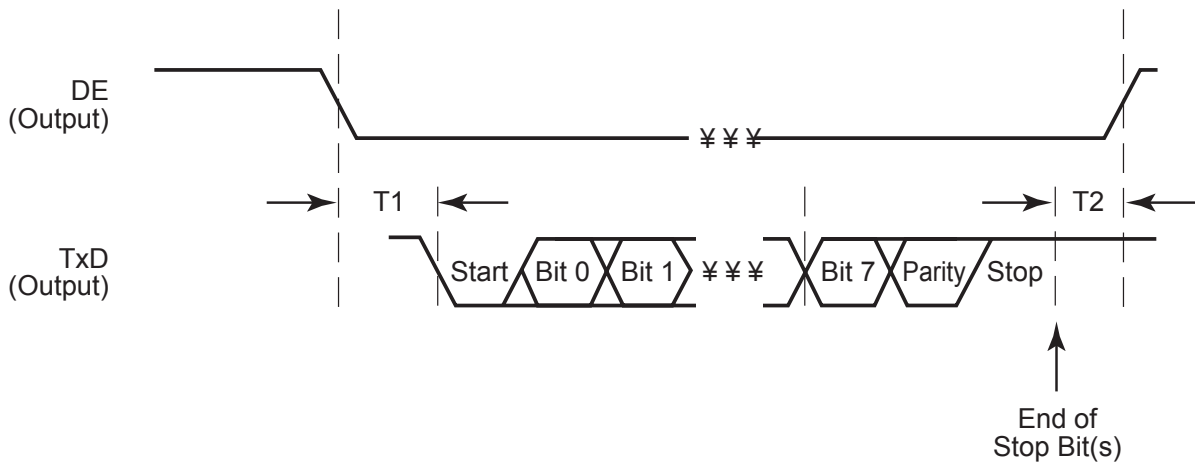 DE
(Output)
¥ ¥ ¥
T1
T2
TxD
(Output)
Start
Bit 0
Bit 1
¥ ¥ ¥
Bit 7
Parity
Stop
End of
Stop Bit(s)